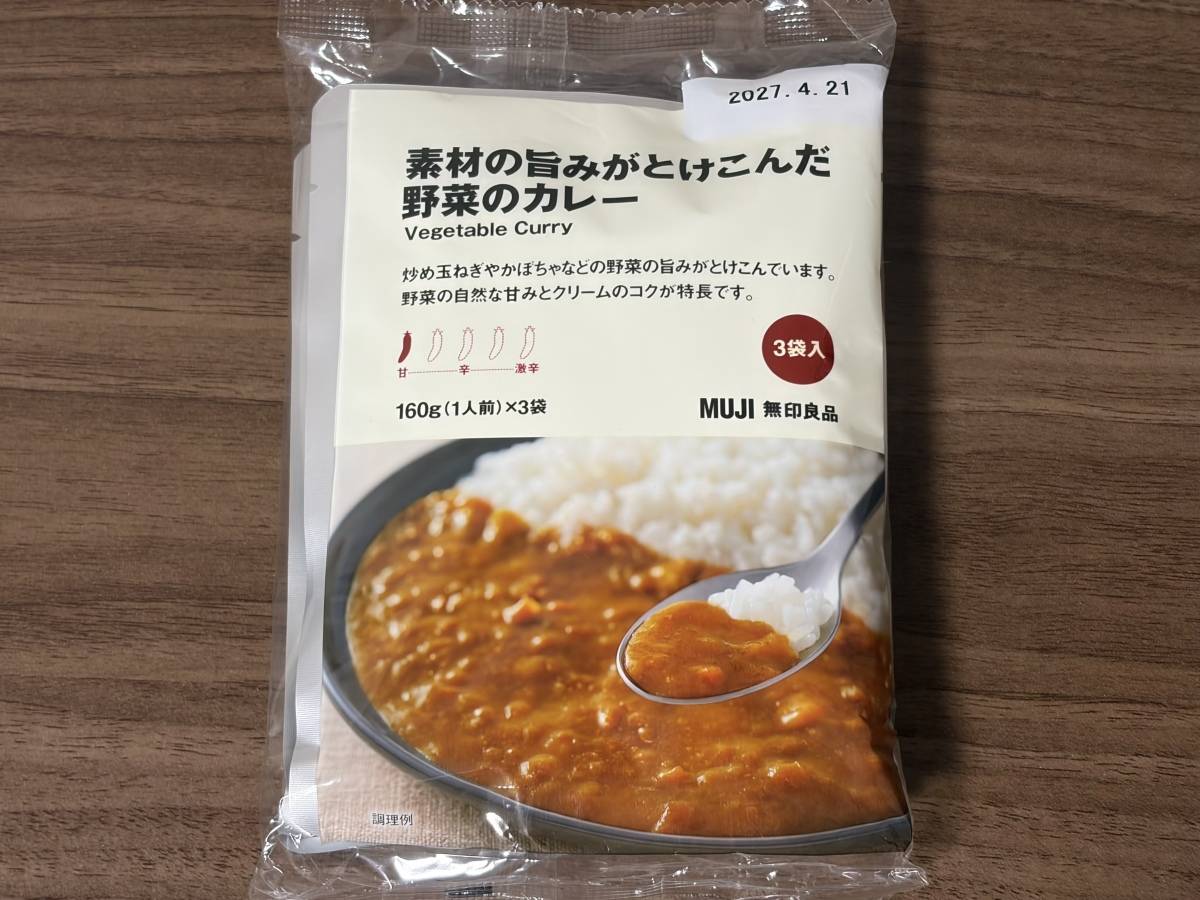 2027. 4. 21
素材の旨みがとけこんだ
野菜のカレー
Vegetable Curry
炒め玉ねぎやかぼちゃなどの野菜の旨みがとけこんでいます。
野菜の自然な甘みとクリームのコクが特長です。
甘 辛 激辛
3袋入
160g(1人前)×3袋
MUJI 無印良品
調理例